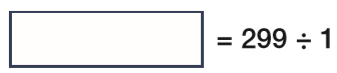 = 299 ÷ 1